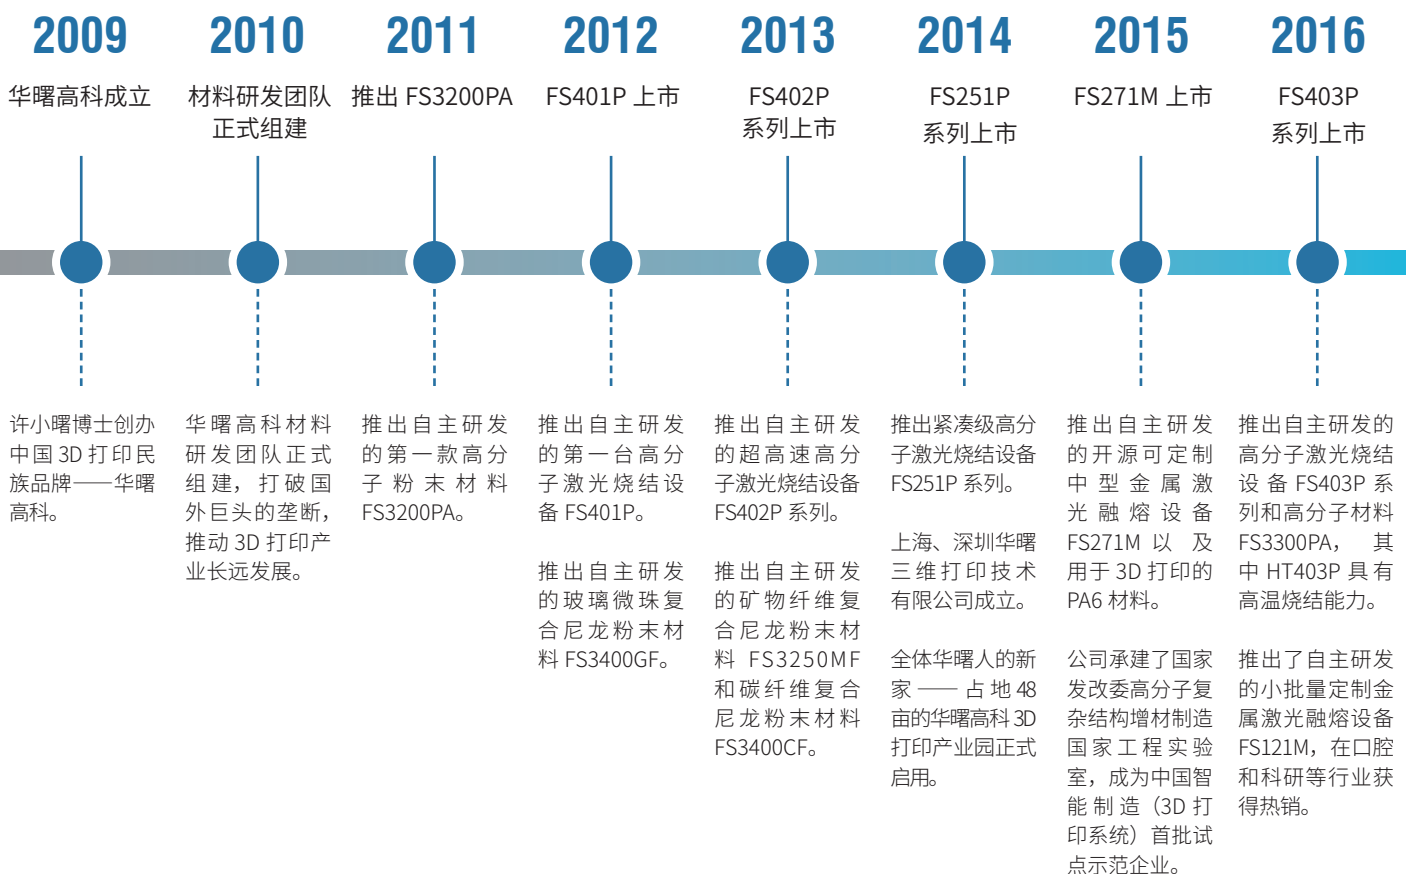 2009
华曙高科成立
许小曙博士创办
中国 3D 打印民
族品牌——华曙
高科。
2010
材料研发团队
正式组建
华曙高科材料
研发团队正式
组建，打破国
外巨头的垄断，
推动 3D 打印产
业长远发展。
2011
推出 FS3200PA
推出自主研发
的第一款高分
子粉末材料
FS3200PA。
2012
FS401P 上市
推出自主研发
的第一台高分
子激光烧结设
备 FS401P。
推出自主研发
的玻璃微珠复
合尼龙粉末材
料 FS3400GF。
2013
FS402P
系列上市
推出自主研发
的超高速高分
子激光烧结设备
FS402P 系列。
推出自主研发
的矿物纤维复
合尼龙粉末材
料 FS3250MF
和碳纤维复合
尼龙粉末材料
FS3400CF。
2014
FS251P
系列上市
推出紧凑级高分
子激光烧结设备
FS251P 系列。
上海、深圳华曙
三维打印技术
有限公司成立。
全体华曙人的新
家——占地 48
亩的华曙高科 3D
打印产业园正式
启用。
2015
FS271M 上市
推出自主研发
的开源可定制
中型金属激
光融熔设备
FS271M 以及
用于 3D 打印的
PA6 材料。
公司承建了国家
发改委高分子复
杂结构增材制造
国家工程实验
室，成为中国智
能制造（3D 打
印系统）首批试
点示范企业。
2016
FS403P
系列上市
推出自主研发的
高分子激光烧结
设备 FS403P 系
列和高分子材料
FS3300PA，其
中 HT403P 具有
高温烧结能力。
推出了自主研发
的小批量定制金
属激光融熔设备
FS121M，在口腔
和科研等行业获
得热销。